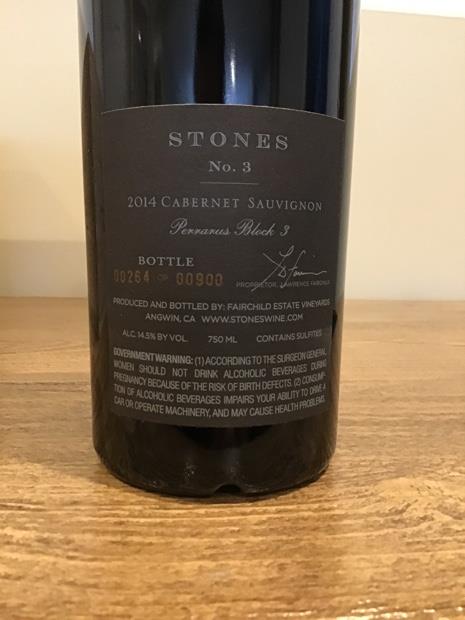 STONES
No. 3
2014 CABERNET SAUVIGNON
Perrarus Block 3
BOTTLE
00264 OF 00900
PROPRIETOR, LAWRENCE FAIRCHILD
PRODUCED AND BOTTLED BY: FAIRCHILD ESTATE VINEYARDS
ANGWIN, CA WWW.STONESWINE.COM
ALC. 14.5% BY VOL. 750 ML CONTAINS SULFITES
GOVERNMENT WARNING: (1) ACCORDING TO THE SURGEON GENERAL,
WOMEN SHOULD NOT DRINK ALCOHOLIC BEVERAGES DURING
PREGNANCY BECAUSE OF THE RISK OF BIRTH DEFECTS. (2) CONSUMP-
TION OF ALCOHOLIC BEVERAGES IMPAIRS YOUR ABILITY TO DRIVE A
CAR OR OPERATE MACHINERY, AND MAY CAUSE HEALTH PROBLEMS.